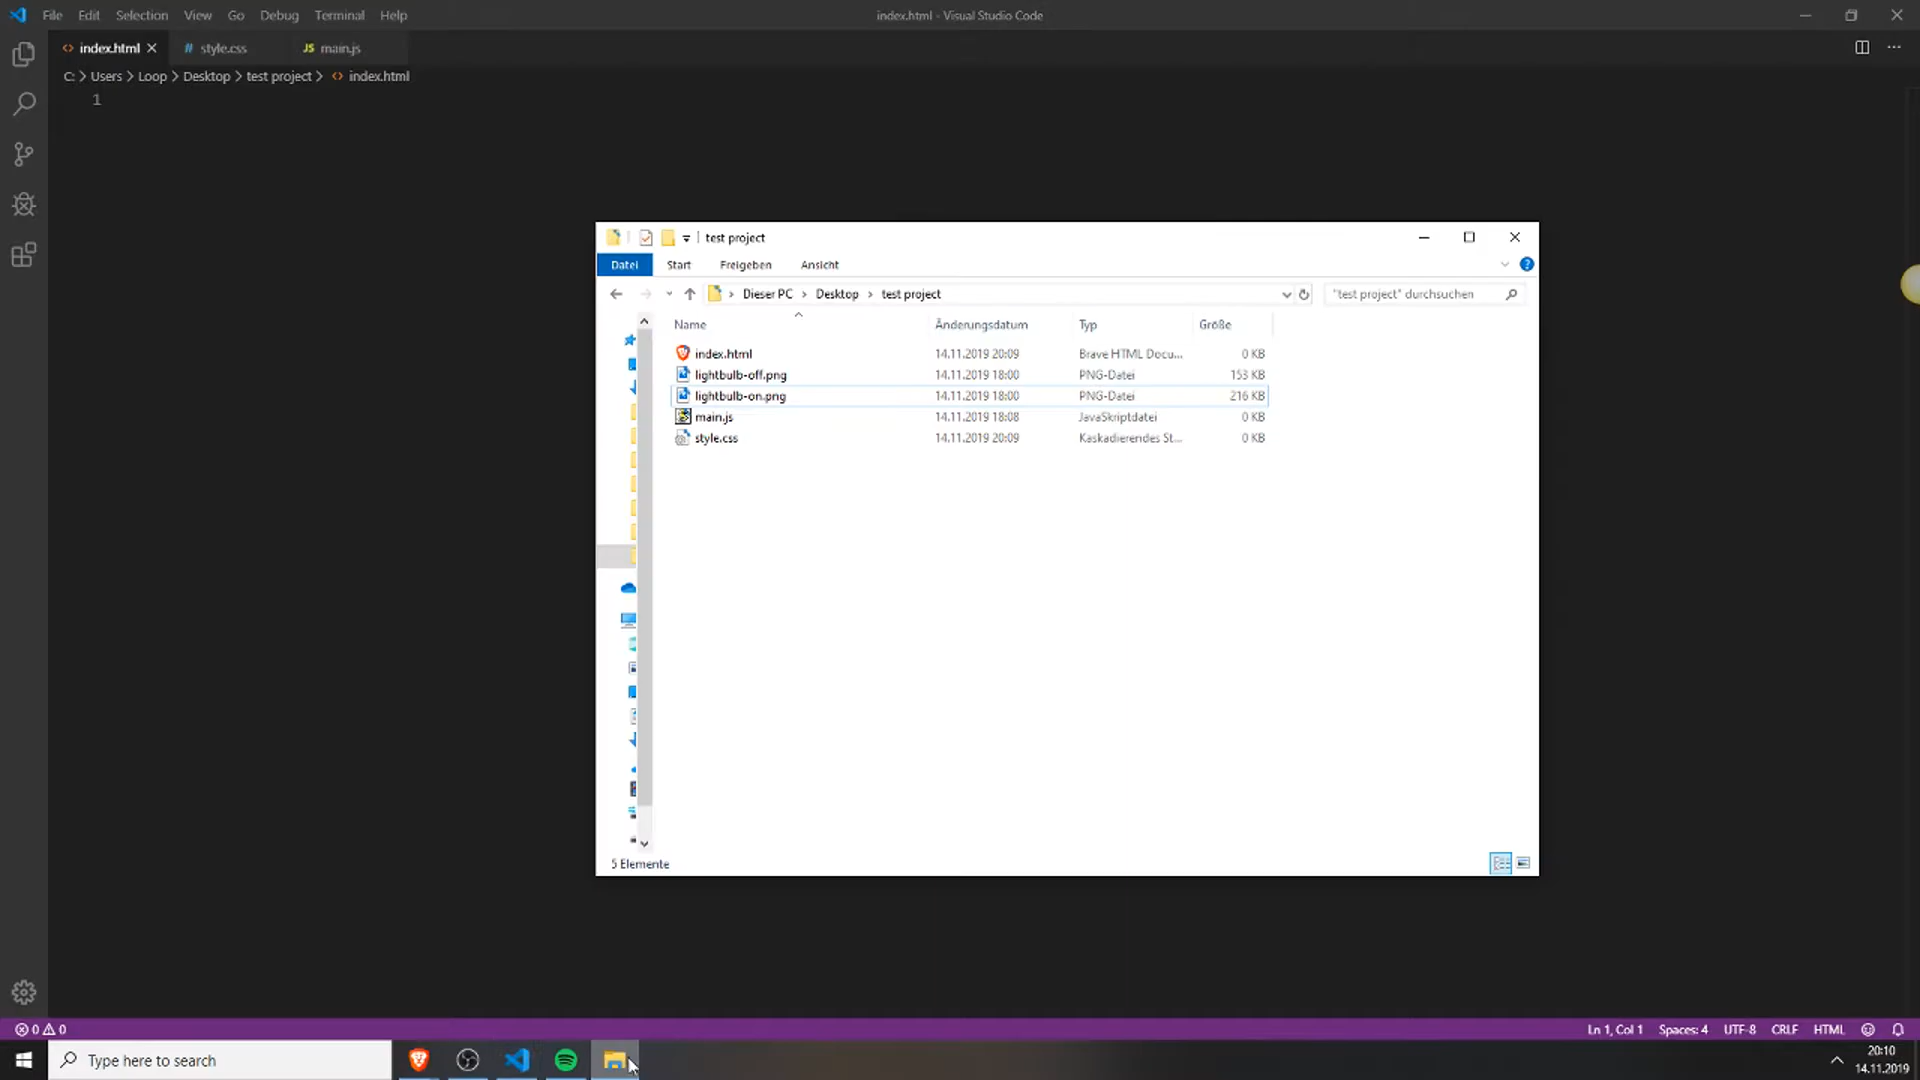 File Edit Selection View Go Debug Terminal Help
index.html - Visual Studio Code
index.html style.css JS main.js
C: Users Loop Desktop test project index.html
1
test project
Datei Start Freigeben Ansicht
Dieser PC Desktop test project
"test project" durchsuchen
Name Änderungsdatum Typ Größe
index.html 14.11.2019 20:09 Brave HTML Docu... 0 KB
lightbulb-off.png 14.11.2019 18:00 PNG-Datei 153 KB
lightbulb-on.png 14.11.2019 18:00 PNG-Datei 216 KB
main.js 14.11.2019 18:08 JavaSkriptdatei 0 KB
style.css 14.11.2019 20:09 Kaskadierendes St... 0 KB
5 Elemente
0 0
Ln 1, Col 1 Spaces: 4 UTF-8 CRLF HTML
Type here to search
20:10
14.11.2019